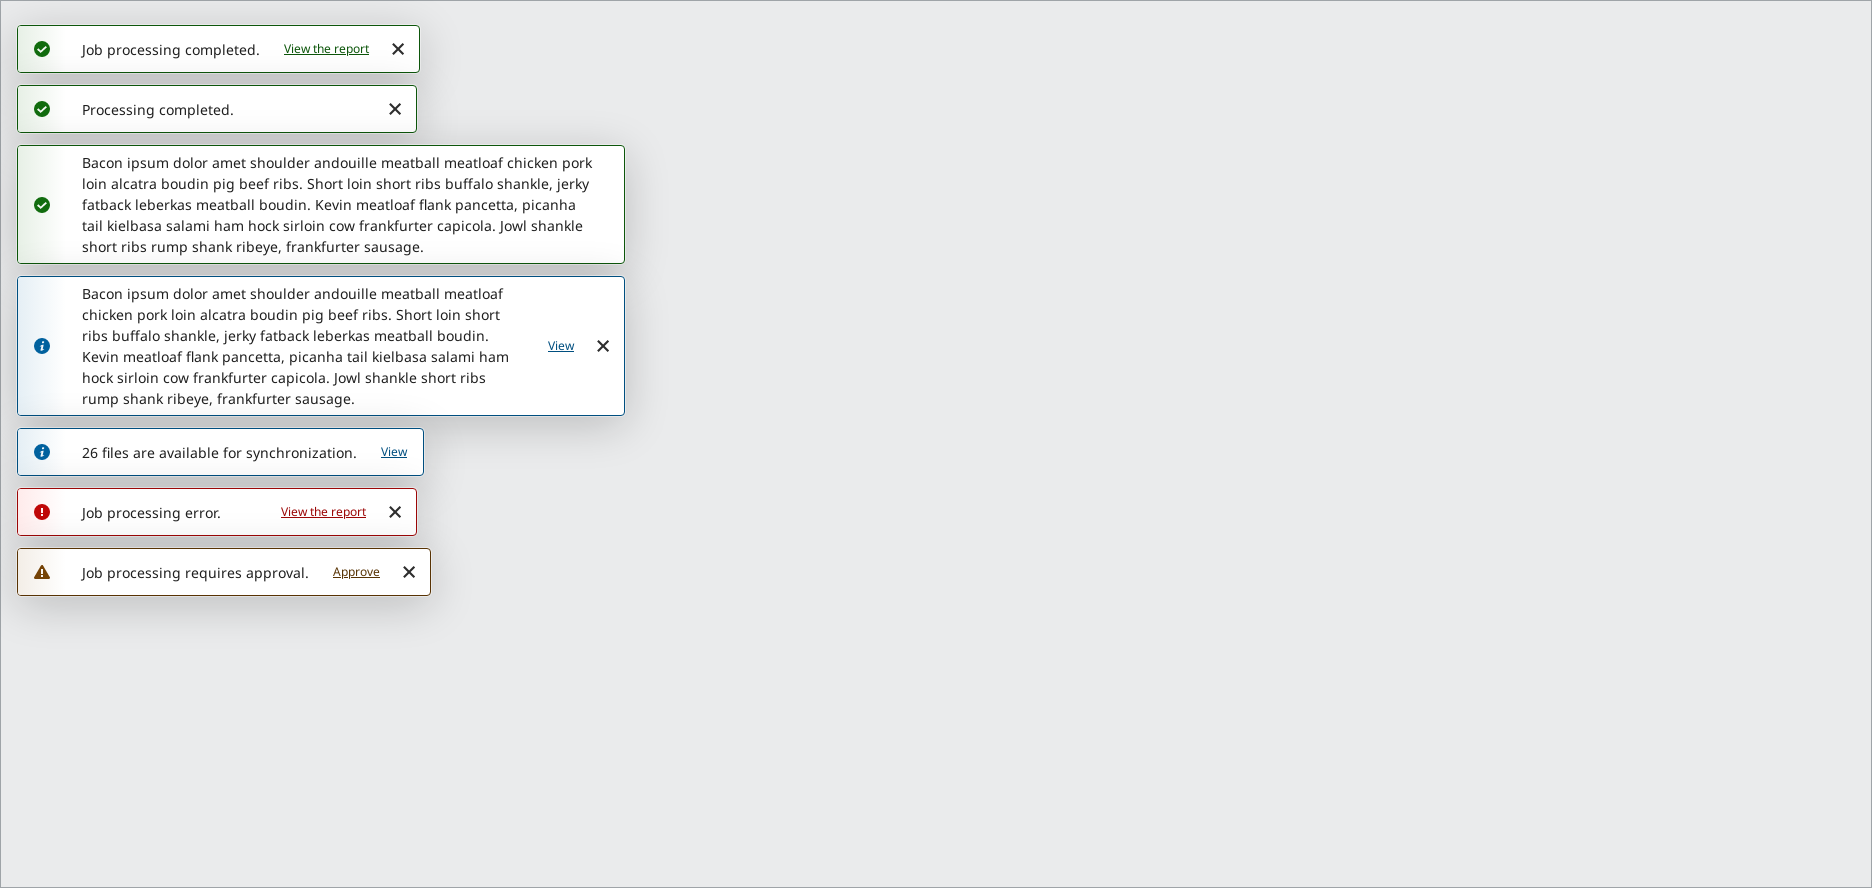 Job processing completed. View the report
Processing completed.
Bacon ipsum dolor amet shoulder andouille meatball meatloaf chicken pork
loin alcatra boudin pig beef ribs. Short loin short ribs buffalo shankle, jerky
fatback leberkas meatball boudin. Kevin meatloaf flank pancetta, picanha
tail kielbasa salami ham hock sirloin cow frankfurter capicola. Jowl shankle
short ribs rump shank ribeye, frankfurter sausage.
Bacon ipsum dolor amet shoulder andouille meatball meatloaf
chicken pork loin alcatra boudin pig beef ribs. Short loin short
ribs buffalo shankle, jerky fatback leberkas meatball boudin.
Kevin meatloaf flank pancetta, picanha tail kielbasa salami ham
hock sirloin cow frankfurter capicola. Jowl shankle short ribs
rump shank ribeye, frankfurter sausage.
View
26 files are available for synchronization. View
Job processing error. View the report
Job processing requires approval. Approve